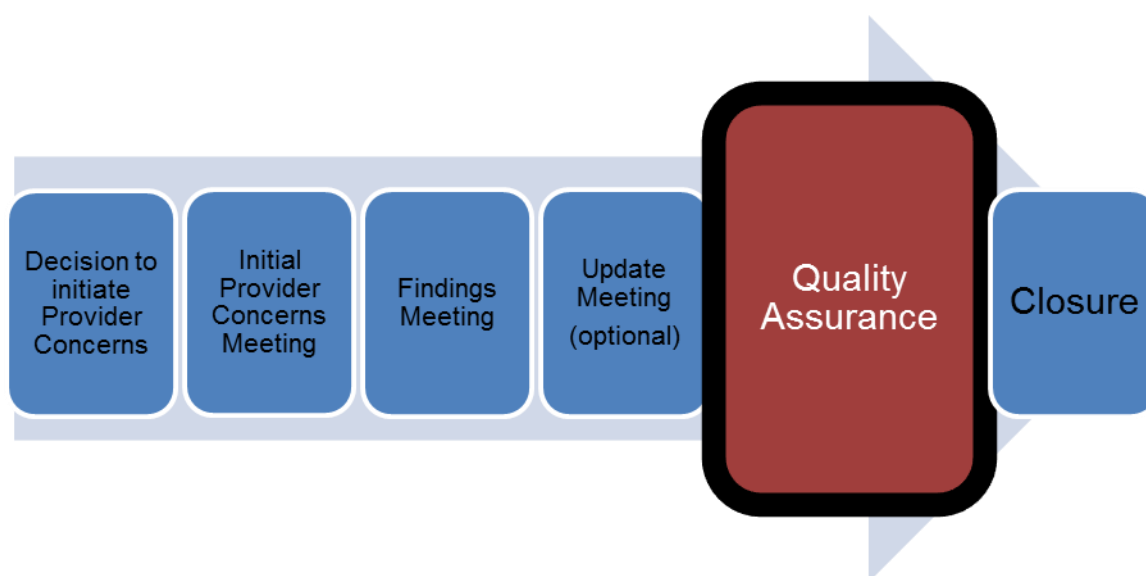 Decision to
initiate
Provider
Concerns
Initial
Provider
Concerns
Meeting
Findings
Meeting
Update
Meeting
(optional)
Quality
Assurance
Closure